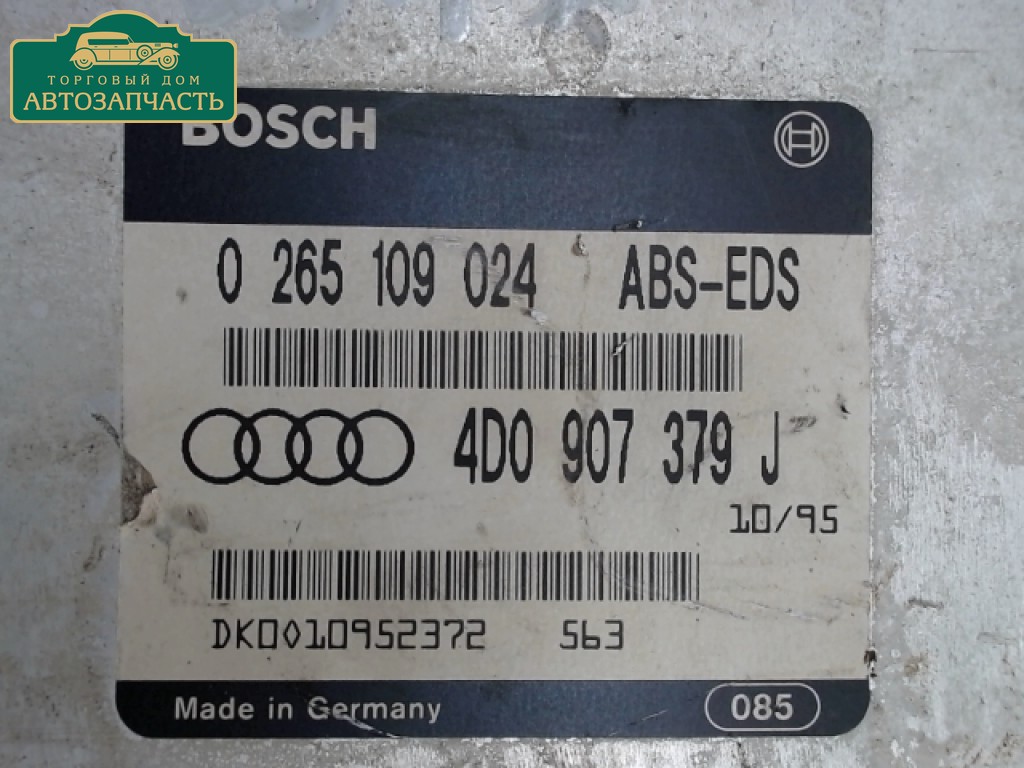 ТОРГОВЫЙ ДОМ
АВТОЗАПЧАСТЬ
BOSCH
0 265 109 024 ABS-EDS
4D0 907 379 J
10/95
DK0010952372 563
Made in Germany 085